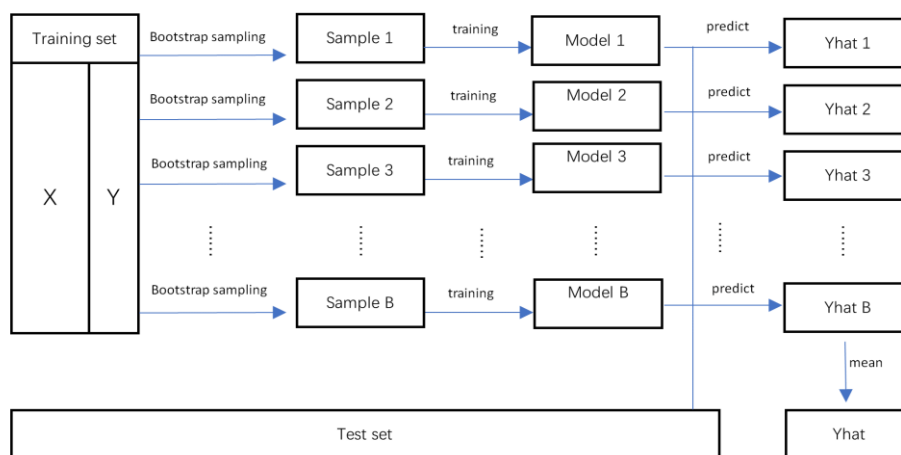 Training set
Bootstrap sampling
Sample 1
training
Model 1
predict
Yhat 1
Bootstrap sampling
Sample 2
training
Model 2
predict
Yhat 2
Bootstrap sampling
Sample 3
training
Model 3
predict
Yhat 3
X
Y
Bootstrap sampling
Sample B
training
Model B
predict
Yhat B
mean
Test set
Yhat